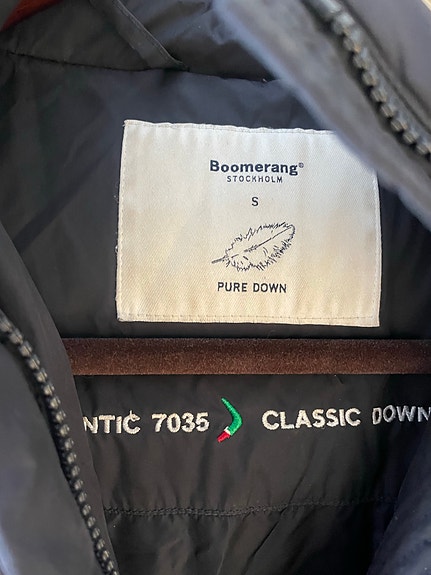 Boomerang®
STOCKHOLM
S
PURE DOWN
NTIC 7035 CLASSIC DOWN